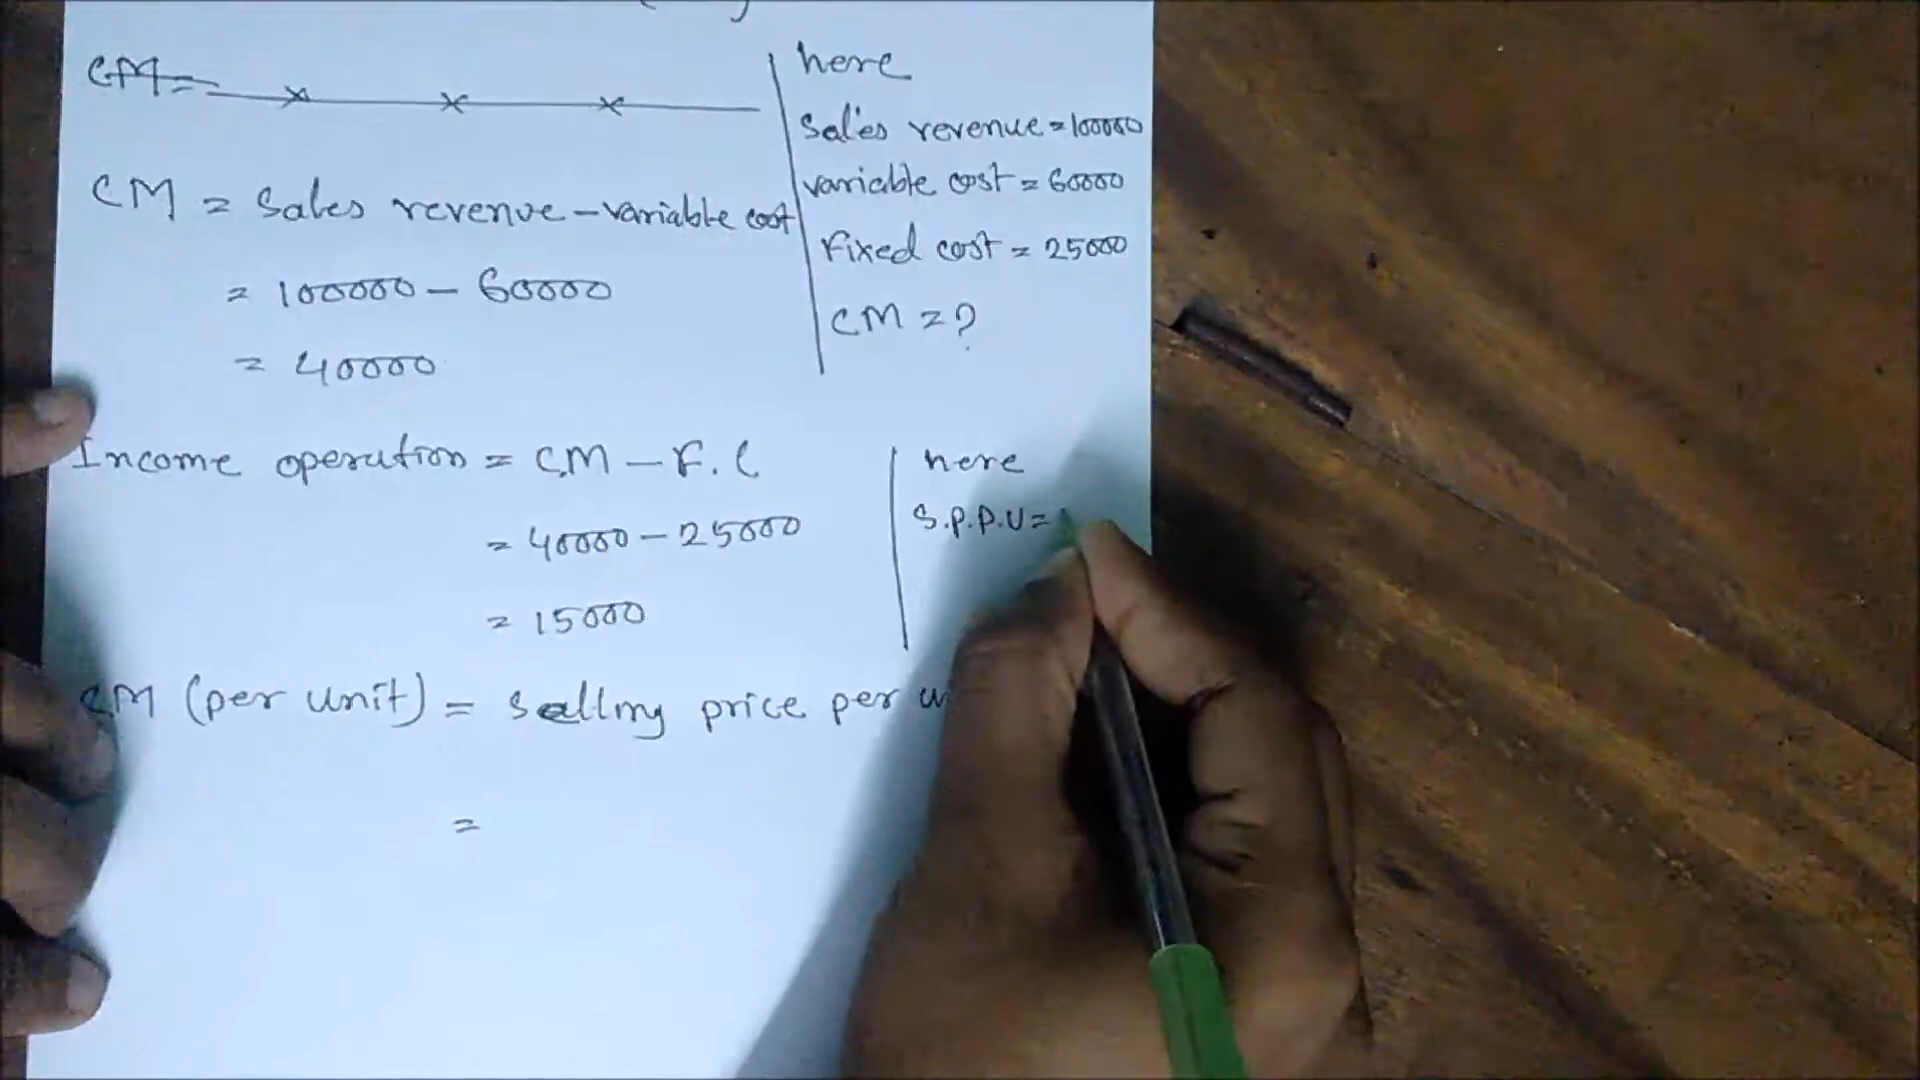 CM=
CM = Sales revenue - variable cost
= 100000 - 60000
= 40000
here
Sales revenue = 100000
variable cost = 60000
Fixed cost = 25000
CM = ?
Income operation = CM - F.C
= 40000 - 25000
= 15000
here
S.P.P.U =
CM (per unit) = Selling price per
=